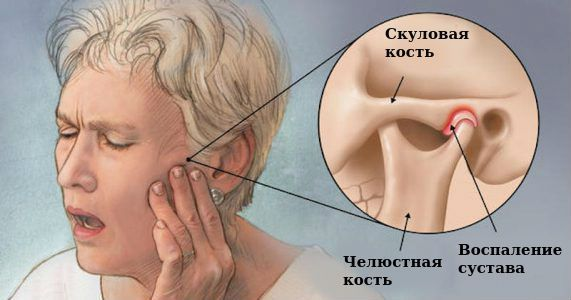 Скуловая
кость
Челюстная
кость
Воспаление
сустава